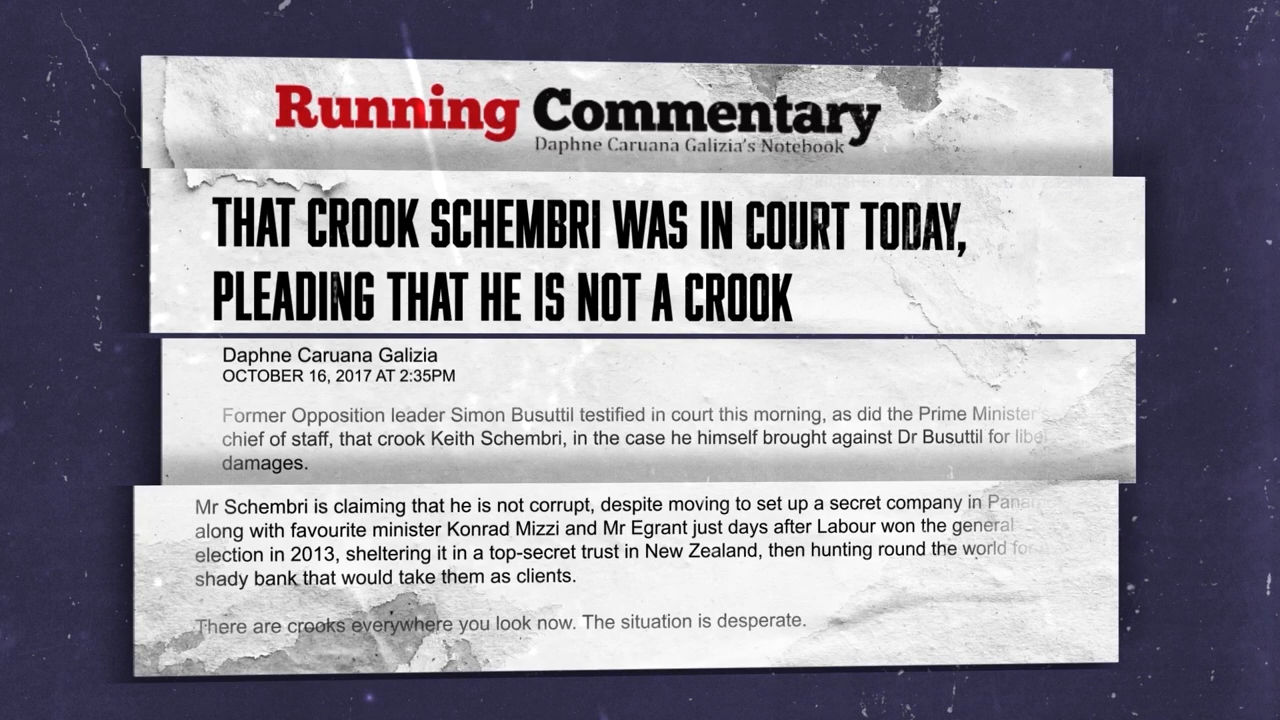 Running Commentary
Daphne Caruana Galizia's Notebook
THAT CROOK SCHEMBRI WAS IN COURT TODAY,
PLEADING THAT HE IS NOT A CROOK
Daphne Caruana Galizia
OCTOBER 16, 2017 AT 2:35PM
Former Opposition leader Simon Busuttil testified in court this morning, as did the Prime Minister's
chief of staff, that crook Keith Schembri, in the case he himself brought against Dr Busuttil for libel
damages.
Mr Schembri is claiming that he is not corrupt, despite moving to set up a secret company in
along with favourite minister Konrad Mizzi and Mr Egrant just days after Labour won the general
election in 2013, sheltering it in a top-secret trust in New Zealand, then hunting round the world for
shady bank that would take them as clients.
There are crooks everywhere you look now. The situation is desperate.